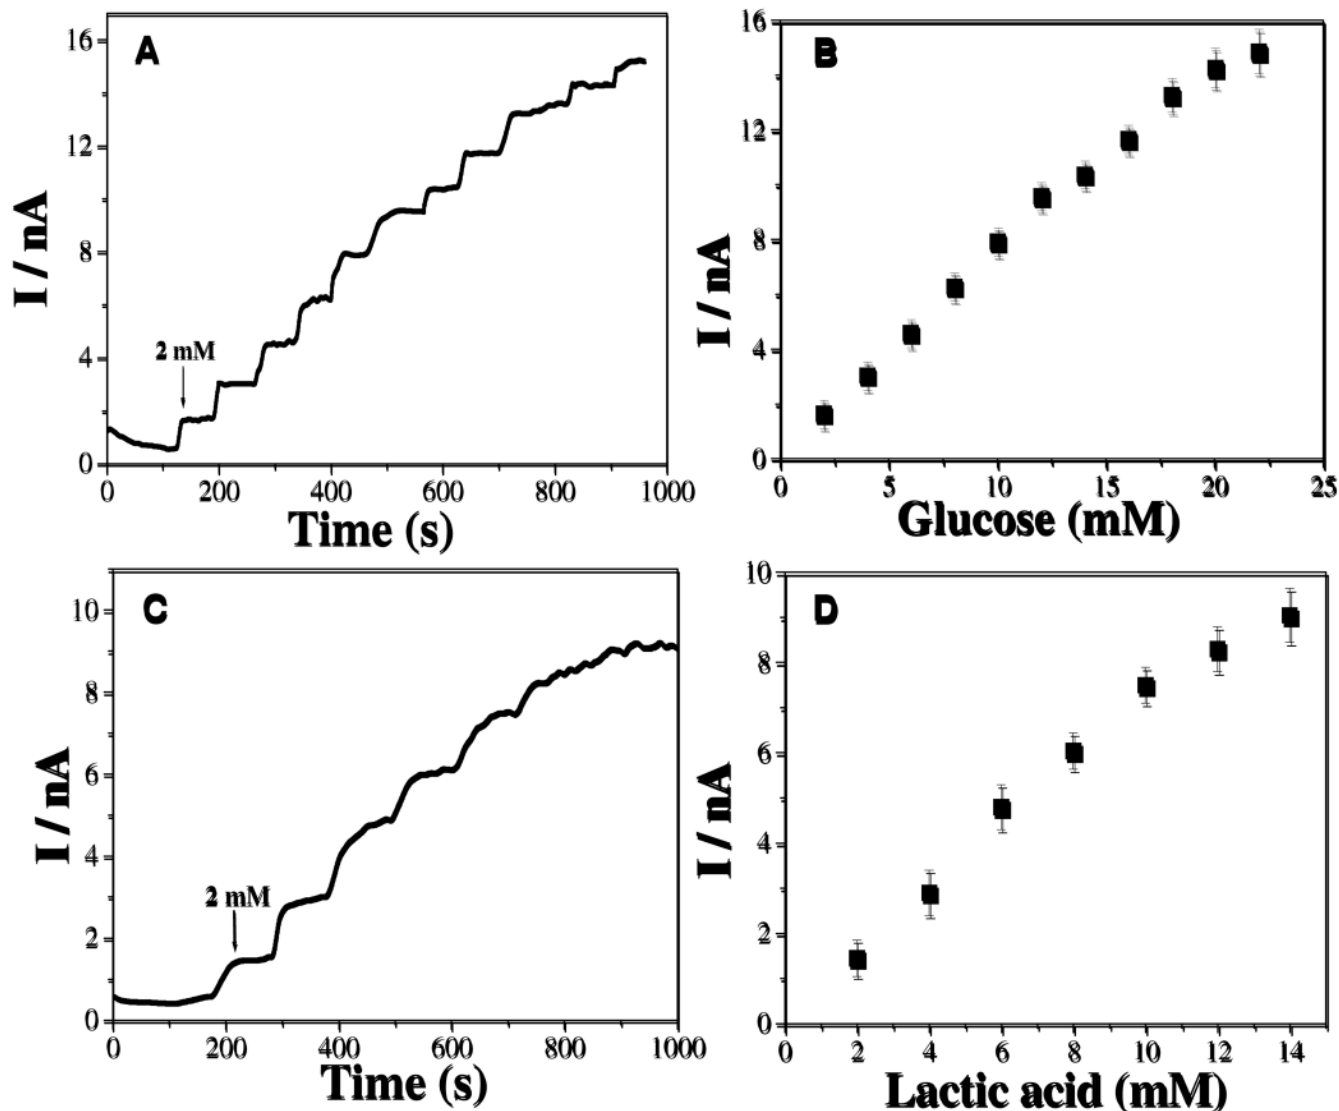 A
I / nA
16
12
8
4
0
2 mM
0 200 400 600 800 1000
Time (s)
B
I / nA
16
12
8
4
0
0 5 10 15 20 25
Glucose (mM)
C
I / nA
10
8
6
4
2
0
2 mM
0 200 400 600 800 1000
Time (s)
D
I / nA
10
8
6
4
2
0
0 2 4 6 8 10 12 14
Lactic acid (mM)